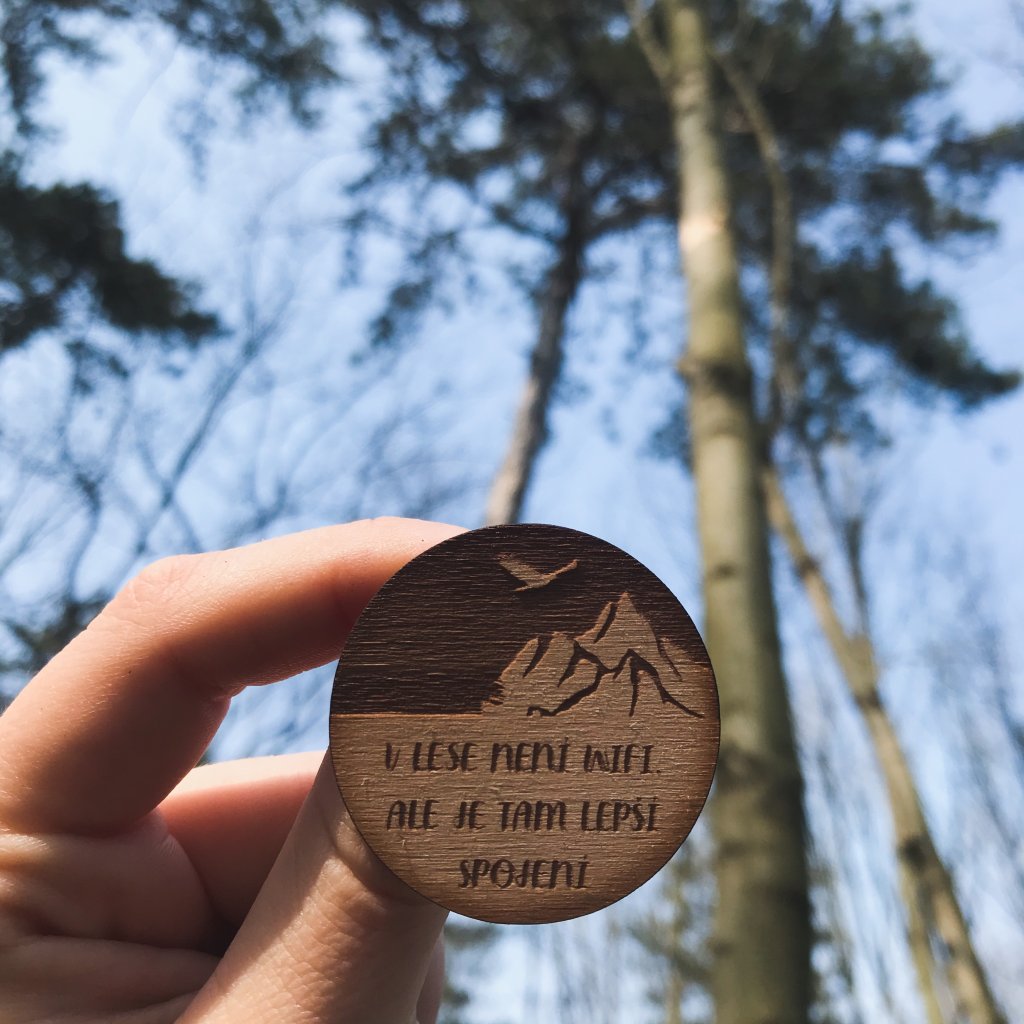 V LESE NENÍ WIFI.
ALE JE TAM LEPŠÍ
SPOJENÍ